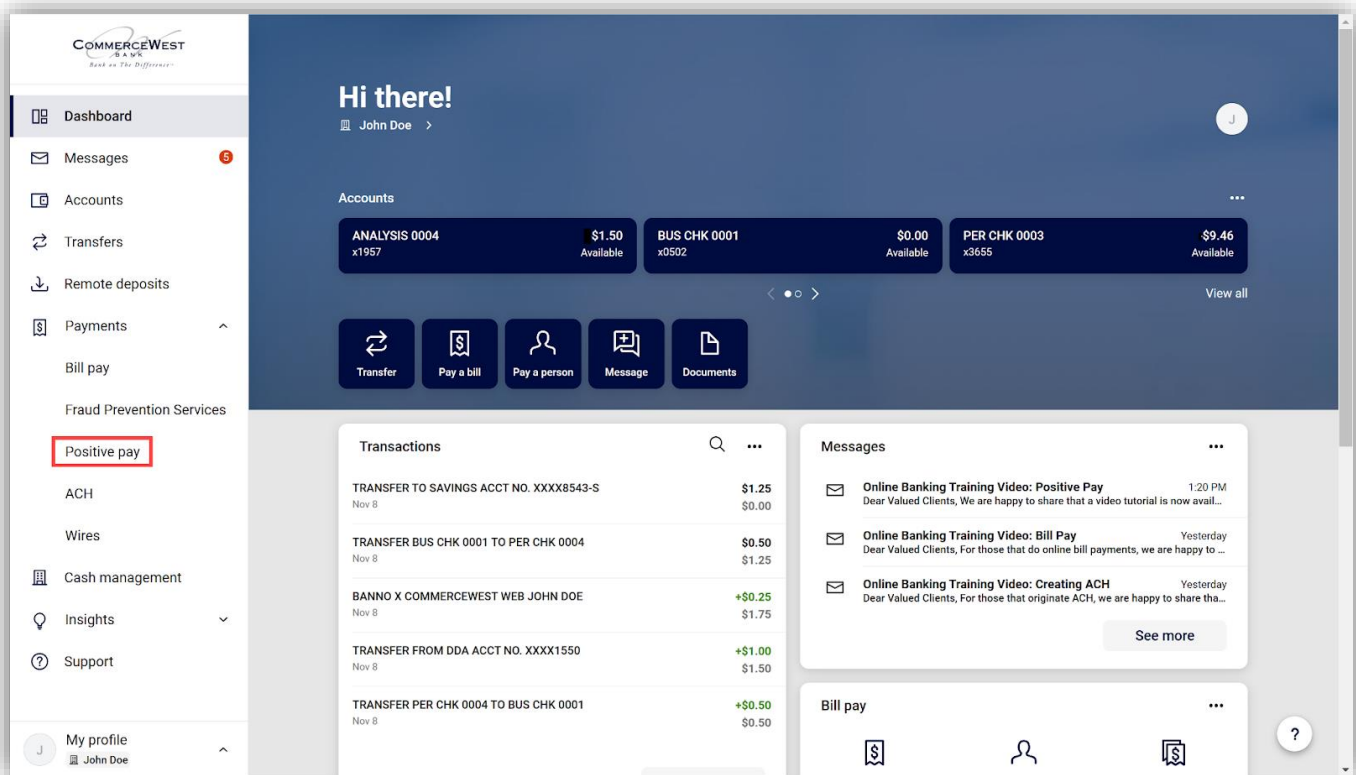 COMMERCEWEST
BANK
Bank on The Difference
Dashboard
Messages 5
Accounts
Transfers
Remote deposits
Payments
Bill pay
Fraud Prevention Services
Positive pay
ACH
Wires
Cash management
Insights
Support
J
My profile
John Doe
Hi there!
John Doe
J
Accounts
ANALYSIS 0004 $1.50
x1957 Available
BUS CHK 0001 $0.00
x0502 Available
PER CHK 0003 $9.46
x3655 Available
View all
Transfer
Pay a bill
Pay a person
Message
Documents
Transactions
TRANSFER TO SAVINGS ACCT NO. XXXX8543-S $1.25
Nov 8 $0.00
TRANSFER BUS CHK 0001 TO PER CHK 0004 $0.50
Nov 8 $1.25
BANNO X COMMERCEWEST WEB JOHN DOE +$0.25
Nov 8 $1.75
TRANSFER FROM DDA ACCT NO. XXXX1550 +$1.00
Nov 8 $1.50
TRANSFER PER CHK 0004 TO BUS CHK 0001 +$0.50
Nov 8 $0.50
Messages
Online Banking Training Video: Positive Pay 1:20 PM
Dear Valued Clients, We are happy to share that a video tutorial is now avail...
Online Banking Training Video: Bill Pay Yesterday
Dear Valued Clients, For those that do online bill payments, we are happy to ...
Online Banking Training Video: Creating ACH Yesterday
Dear Valued Clients, For those that originate ACH, we are happy to share tha...
See more
Bill pay
?